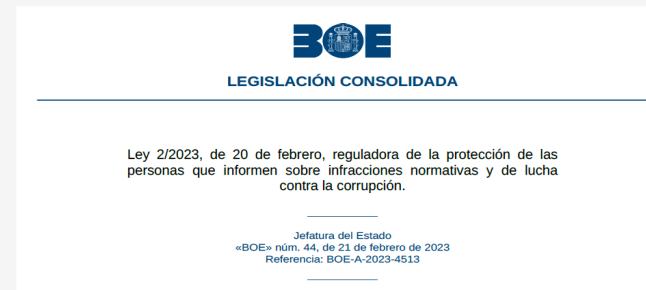 BOE
LEGISLACIÓN CONSOLIDADA
Ley 2/2023, de 20 de febrero, reguladora de la protección de las
personas que informen sobre infracciones normativas y de lucha
contra la corrupción.
Jefatura del Estado
«BOE» núm. 44, de 21 de febrero de 2023
Referencia: BOE-A-2023-4513